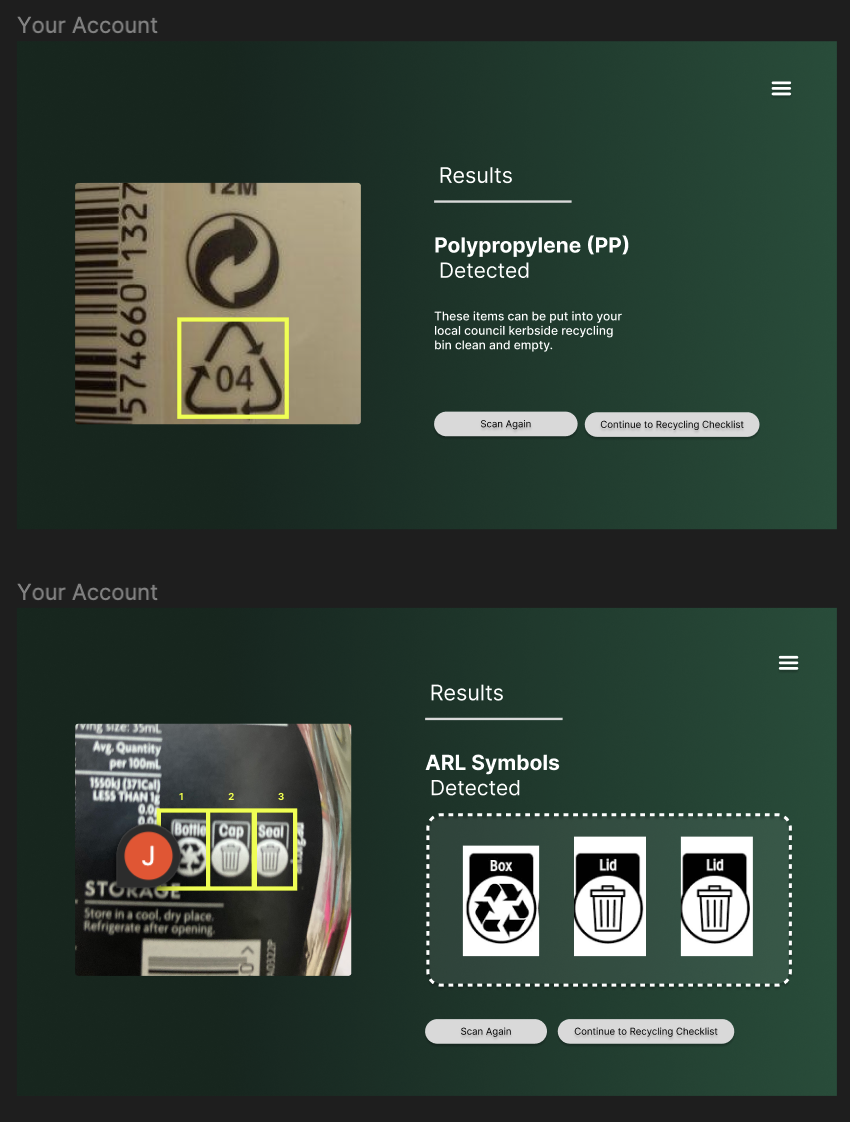 Your Account
12M
574660 1327
04
Results
Polypropylene (PP)
Detected
These items can be put into your
local council kerbside recycling
bin clean and empty.
Scan Again
Continue to Recycling Checklist
Your Account
serving size: 35mL
Avg. Quantity
per 100mL
1550kJ (371Cal)
LESS THAN 1g
0.0g
1
2
3
Bottle
Cap
Seal
J
STORAGE
Store in a cool, dry place.
Refrigerate after opening.
Results
ARL Symbols
Detected
Box
Lid
Lid
Scan Again
Continue to Recycling Checklist